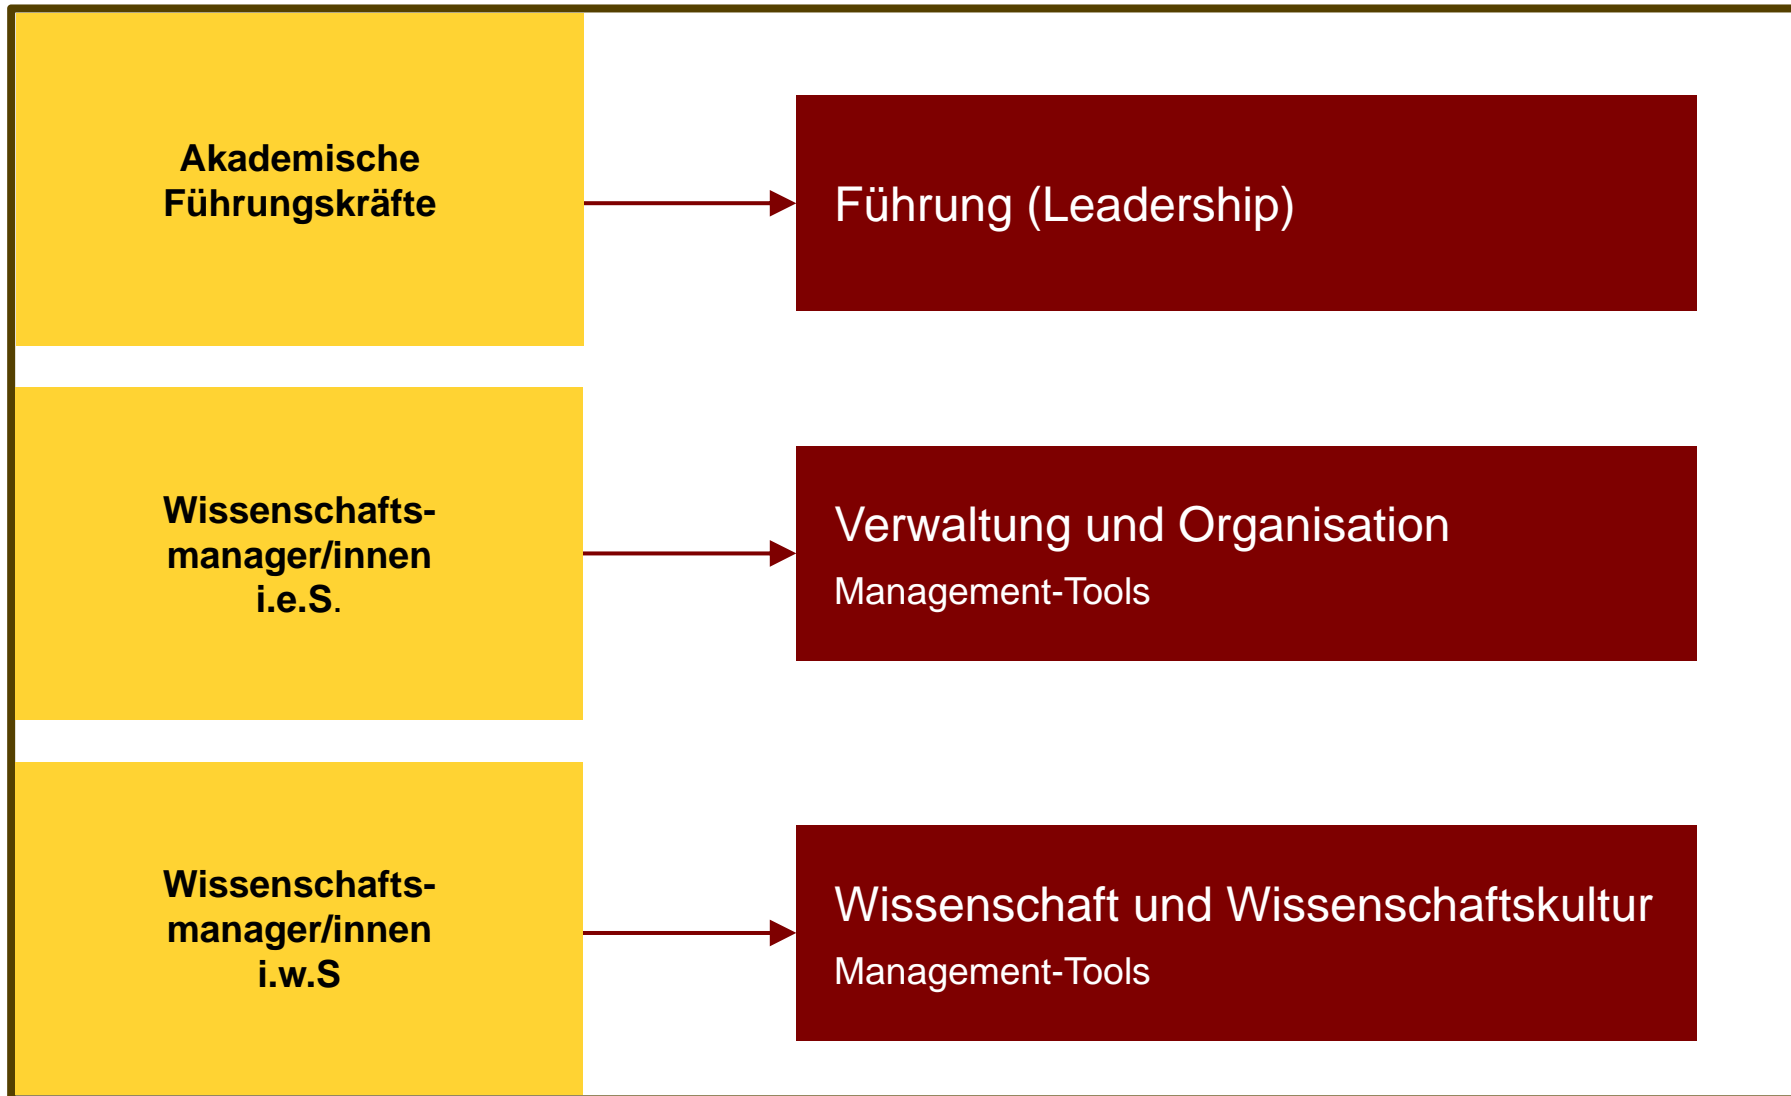 Akademische
Führungskräfte
Führung (Leadership)
Wissenschafts-
manager/innen
i.e.S.
Verwaltung und Organisation
Management-Tools
Wissenschafts-
manager/innen
i.w.S
Wissenschaft und Wissenschaftskultur
Management-Tools